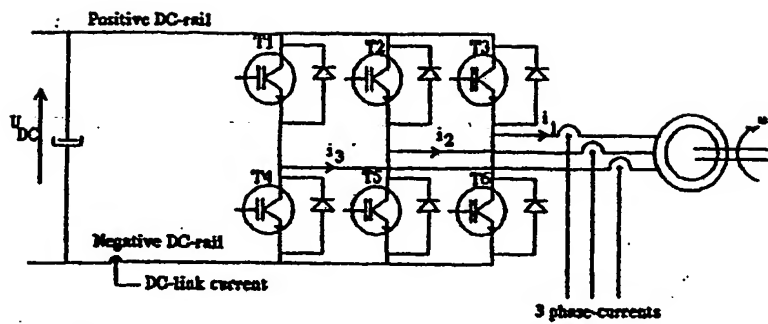 Positive DC-rail
T1
T2
T3
U DC
i1
i2
i3
T4
T5
T6
Negative DC-rail
DC-link current
3 phase-currents